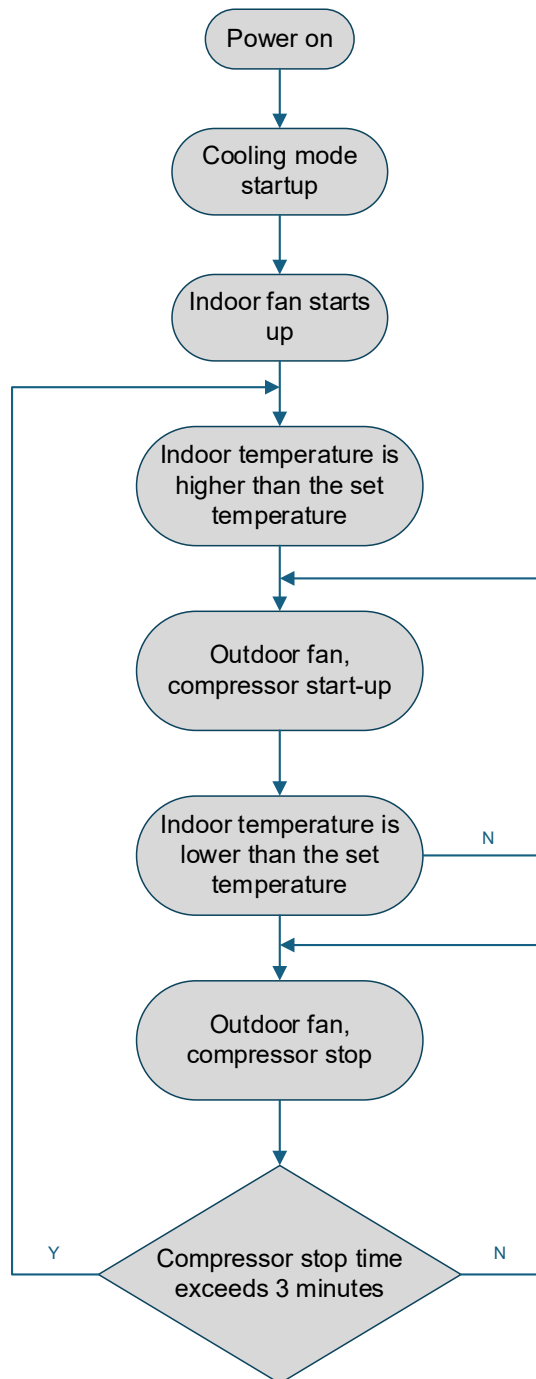 Power on
Cooling mode
startup
Indoor fan starts
up
Indoor temperature is
higher than the set
temperature
Outdoor fan,
compressor start-up
Indoor temperature is
lower than the set
temperature
N
Outdoor fan,
compressor stop
Y
Compressor stop time
exceeds 3 minutes
N